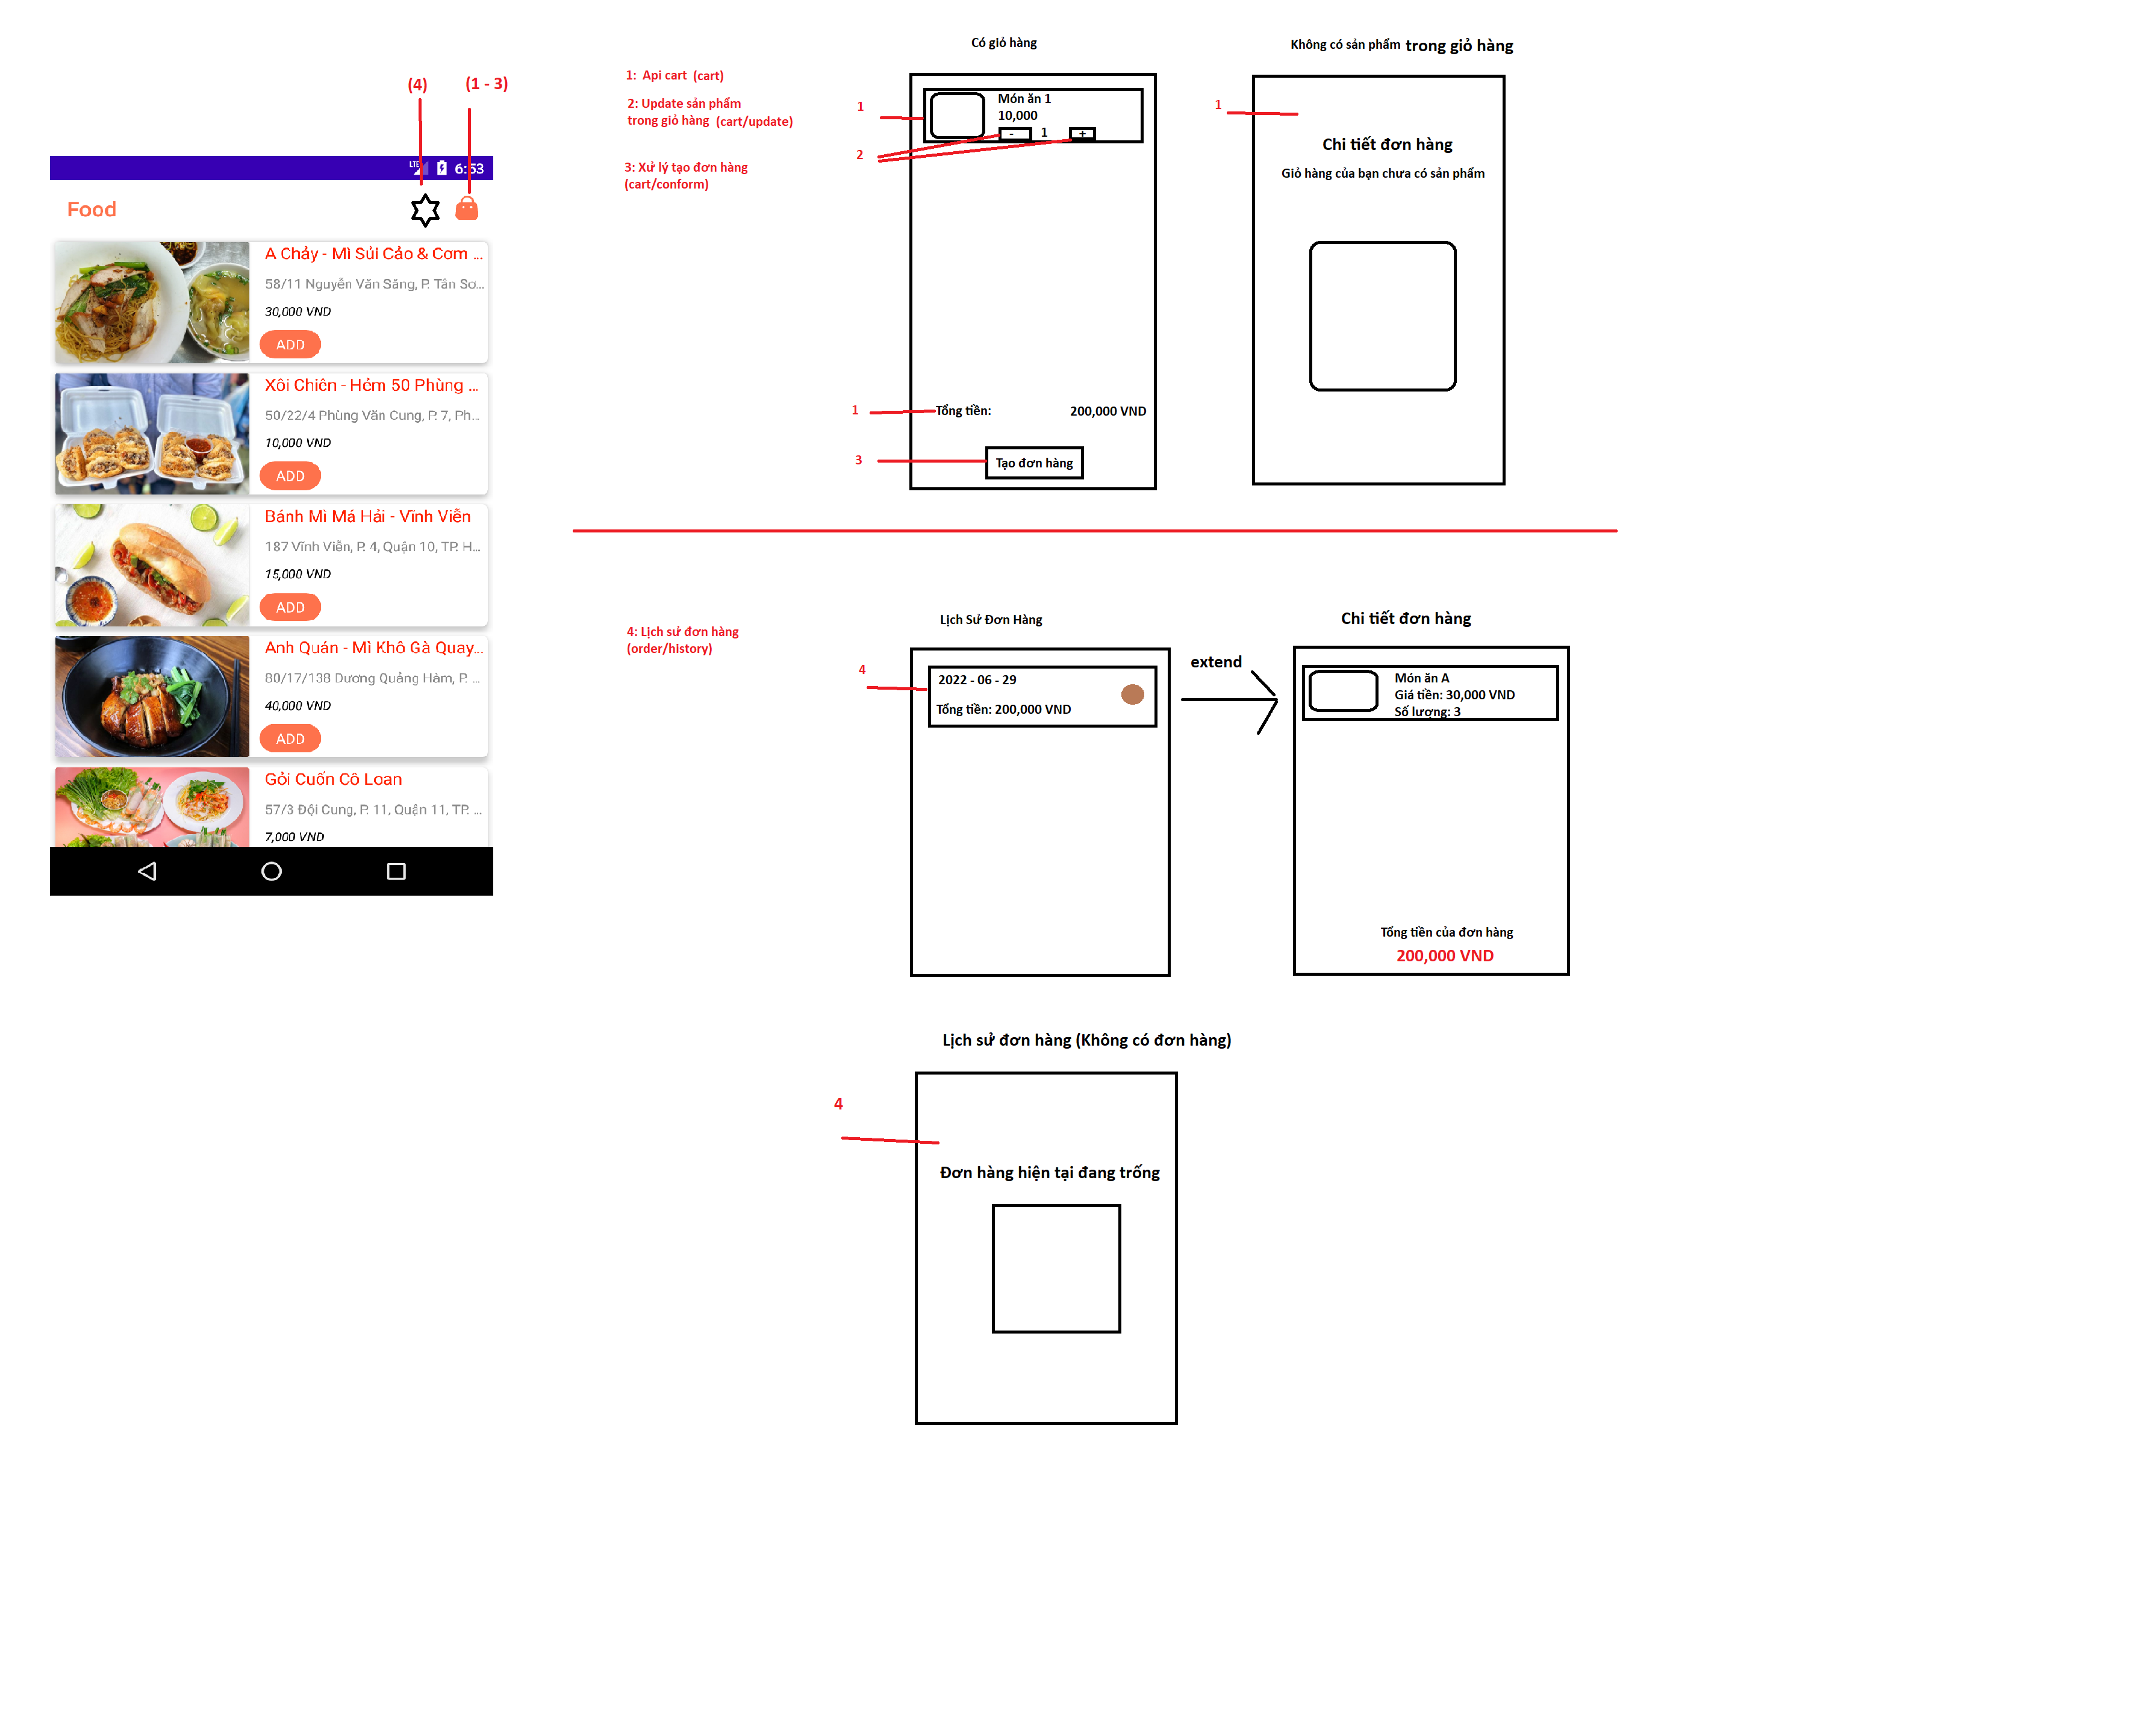 (4)
(1 - 3)
LTE
6:53
Food
A Chảy - Mì Sủi Cảo & Cơm ...
58/11 Nguyễn Văn Săng, P. Tân Sơ...
30,000 VND
ADD
Xôi Chiên - Hẻm 50 Phùng ...
50/22/4 Phùng Văn Cung, P. 7, Ph...
10,000 VND
ADD
Bánh Mì Má Hải - Vĩnh Viễn
187 Vĩnh Viễn, P. 4, Quận 10, TP. H...
15,000 VND
ADD
Anh Quán - Mì Khô Gà Quay...
80/17/138 Dương Quảng Hàm, P. ...
40,000 VND
ADD
Gỏi Cuốn Cô Loan
57/3 Đội Cung, P. 11, Quận 11, TP. ...
7,000 VND
1: Api cart (cart)
2: Update sản phẩm
trong giỏ hàng (cart/update)
3: Xử lý tạo đơn hàng
(cart/conform)
Có giỏ hàng
1
Món ăn 1
10,000
- 1 +
2
1
Tổng tiền: 200,000 VND
3
Tạo đơn hàng
Không có sản phẩm trong giỏ hàng
1
Chi tiết đơn hàng
Giỏ hàng của bạn chưa có sản phẩm
4: Lịch sử đơn hàng
(order/history)
Lịch Sử Đơn Hàng
4
2022 - 06 - 29
Tổng tiền: 200,000 VND
extend
Chi tiết đơn hàng
Món ăn A
Giá tiền: 30,000 VND
Số lượng: 3
Tổng tiền của đơn hàng
200,000 VND
Lịch sử đơn hàng (Không có đơn hàng)
4
Đơn hàng hiện tại đang trống